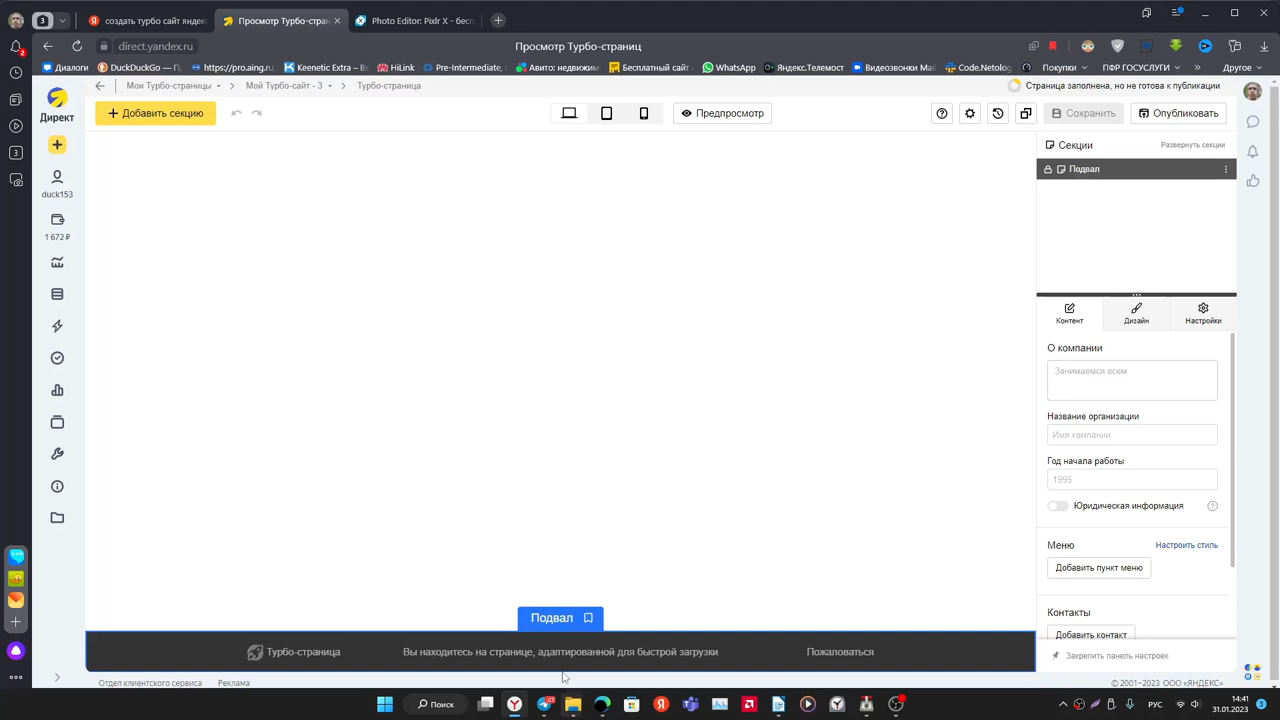 3
создать турбо сайт яндекс
Просмотр Турбо-стран
Photo Editor: Pixlr X - бесп
direct.yandex.ru
Просмотр Турбо-страниц
Диалоги
DuckDuckGo — П
https://pro.aing.ru
Keenetic Extra – Вх
HiLink
Pre-Intermediate,
Авито: недвижим
Бесплатный сайт
WhatsApp
Яндекс.Телемост
Видеозвонки Mail
Code.Netolog
Покупки
ПФР ГОСУСЛУГИ
Другое
Мои Турбо-страницы
Мой Турбо-сайт - 3
Турбо-страница
Страница заполнена, но не готова к публикации
Директ
Добавить секцию
Предпросмотр
Сохранить
Опубликовать
Секции
Развернуть секции
Подвал
duck153
1 672 ₽
Контент
Дизайн
Настройки
О компании
Занимаемся всем
Название организации
Имя компании
Год начала работы
1995
Юридическая информация
Меню
Настроить стиль
Добавить пункт меню
Контакты
Добавить контакт
Подвал
Турбо-страница
Вы находитесь на странице, адаптированной для быстрой загрузки
Пожаловаться
Закрепить панель настроек
Отдел клиентского сервиса
Реклама
© 2001–2023 ООО «ЯНДЕКС»
Поиск
РУС
14:41
31.01.2023
3